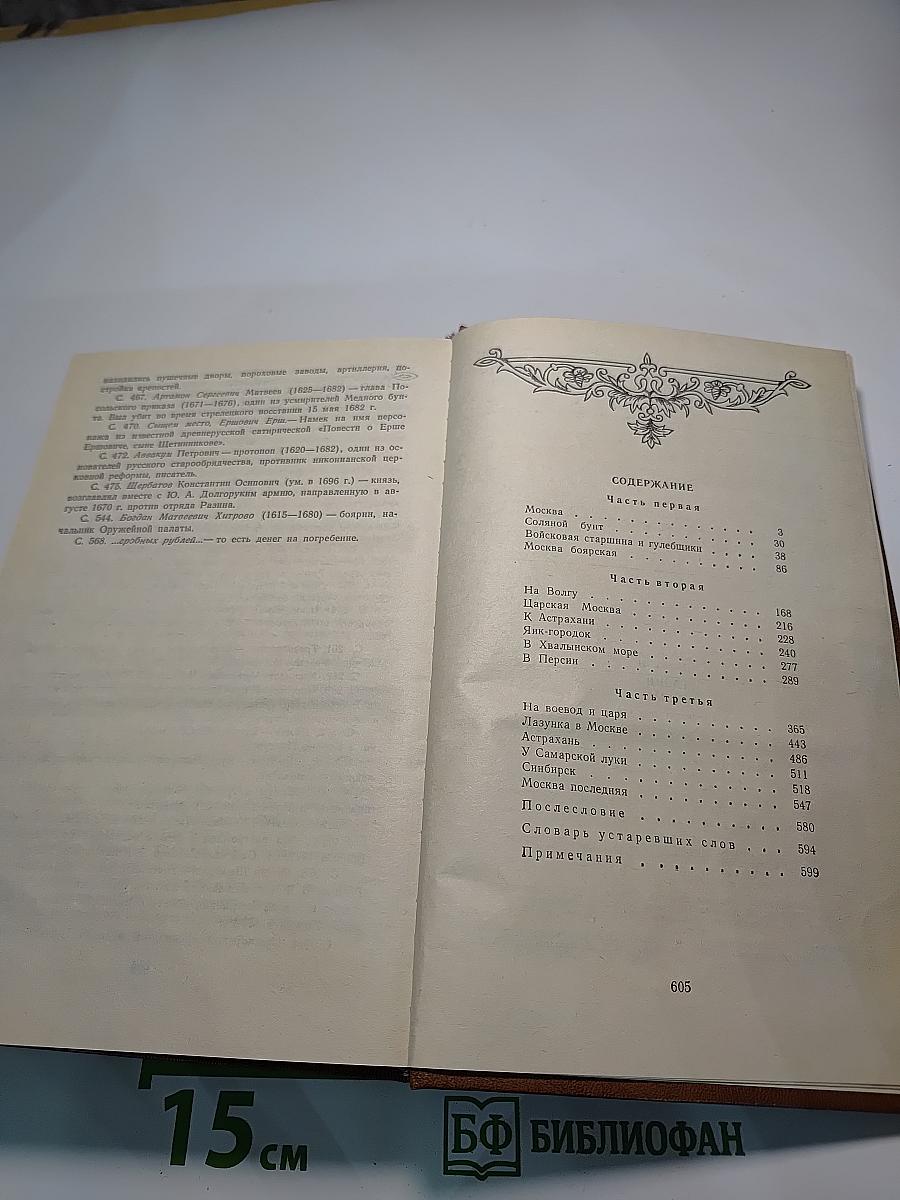 назидались пушечные дворы, пороховые заводы, артиллерия, по-
стройка крепостей.
С. 467. Артамон Сергеевич Матвеев (1625—1682) — глава По-
сольского приказа (1671—1676), один из усмирителей Медного бун-
та. Был убит во время стрелецкого восстания 15 мая 1682 г.
С. 470. Сыщем место, Ершович Ерш.— Намек на имя персо-
нажа из известной древнерусской сатирической «Повести о Ерше
Ершовиче, сыне Щетинникове».
С. 472. Аввакум Петрович — протопоп (1620—1682), один из ос-
нователей русского старообрядчества, противник никонианской цер-
ковной реформы, писатель.
С. 475. Щербатов Константин Осипович (ум. в 1696 г.) — князь,
возглавлял вместе с Ю. А. Долгоруким армию, направленную в ав-
густе 1670 г. против отряда Разина.
С. 544. Богдан Матвеевич Хитрово (1615—1680) — боярин, на-
чальник Оружейной палаты.
С. 568. ...гробных рублев...— то есть денег на погребение.
СОДЕРЖАНИЕ
Часть первая
Москва . . . . . . . . . . . . 3
Соляной бунт . . . . . . . . . . 30
Войсковая старшина и гулебщики . . . . 38
Москва боярская . . . . . . . . . 86
Часть вторая
На Волгу . . . . . . . . . . . 168
Царская Москва . . . . . . . . . 216
К Астрахани . . . . . . . . . . 228
Яик-городок . . . . . . . . . . 240
В Хвалынском море . . . . . . . . 277
В Персии . . . . . . . . . . . 289
Часть третья
На воевод и царя . . . . . . . . . 365
Лазунка в Москве . . . . . . . . . 443
Астрахань . . . . . . . . . . . 486
У Самарской луки . . . . . . . . . 511
Синбирск . . . . . . . . . . . 518
Москва последняя . . . . . . . . . 547
Послесловие . . . . . . . . . . 580
Словарь устаревших слов . . . 594
Примечания . . . . . . . . . . 599
605
15 см
БФ БИБЛИОФАН